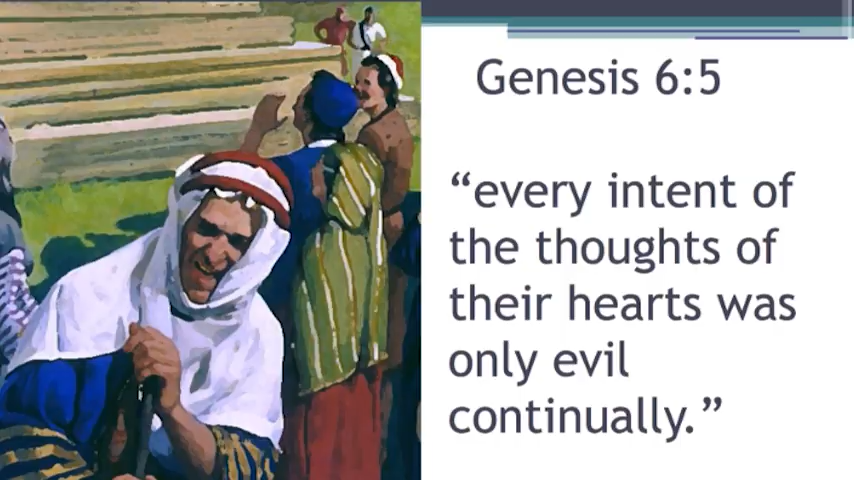 Genesis 6:5
“every intent of
the thoughts of
their hearts was
only evil
continually.”